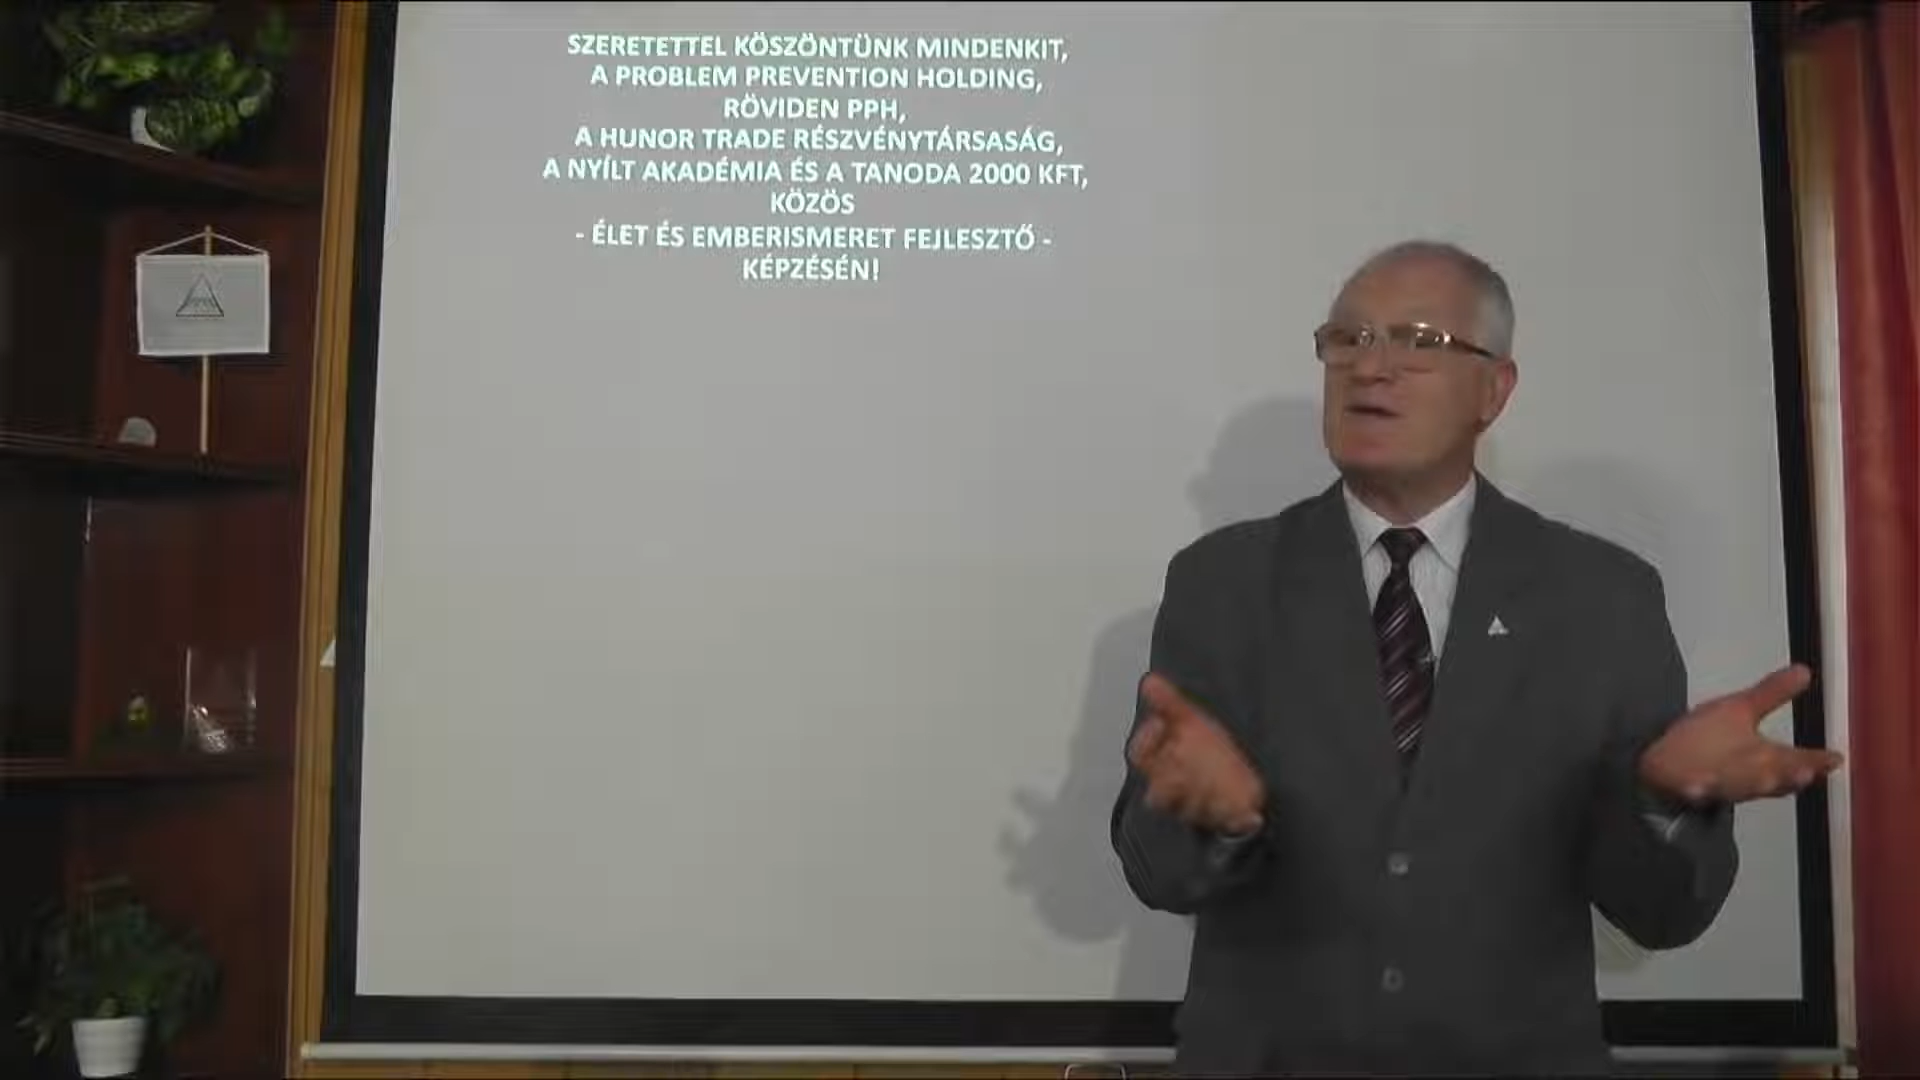 SZERETETTEL KÖSZÖNTÜNK MINDENKIT,
A PROBLEM PREVENTION HOLDING,
RÖVIDEN PPH,
A HUNOR TRADE RÉSZVÉNYTÁRSASÁG,
A NYÍLT AKADÉMIA ÉS A TANODA 2000 KFT,
KÖZÖS
- ÉLET ÉS EMBERISMERET FEJLESZTŐ -
KÉPZÉSÉN!